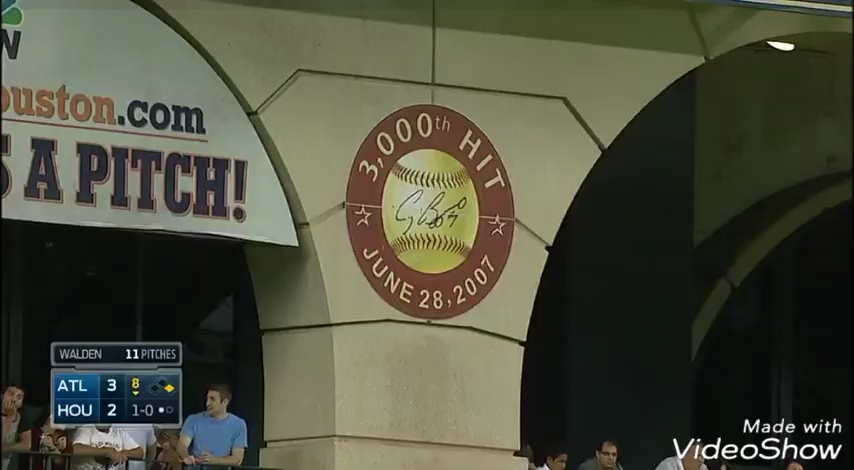 N
ouston.com
S A PITCH!
3,000th HIT
JUNE 28, 2007
WALDEN 11 PITCHES
ATL 3 8
HOU 2 1-0
Made with
VideoShow